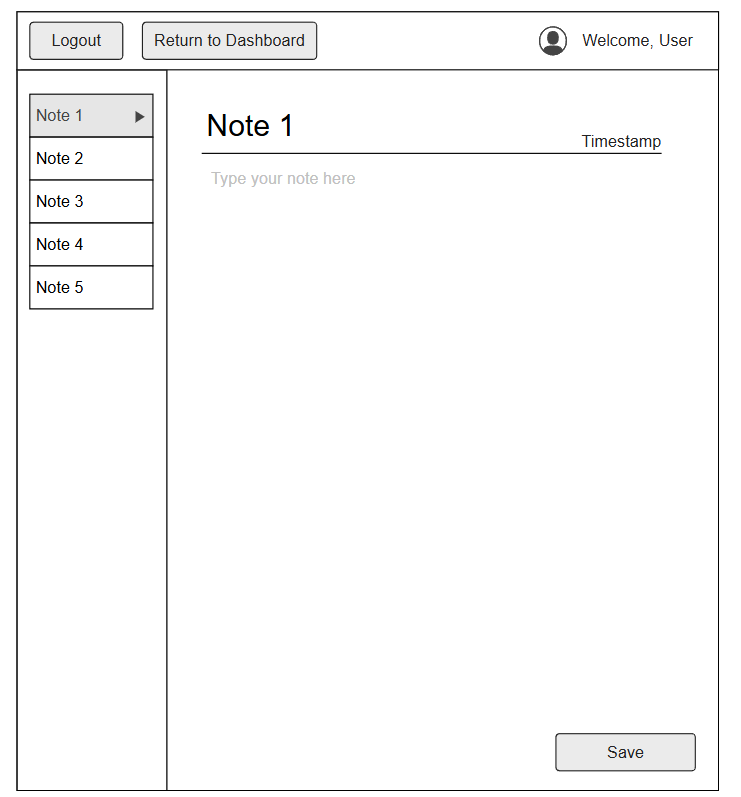 Logout
Return to Dashboard
Welcome, User
Note 1
Note 2
Note 3
Note 4
Note 5
Note 1
Timestamp
Type your note here
Save